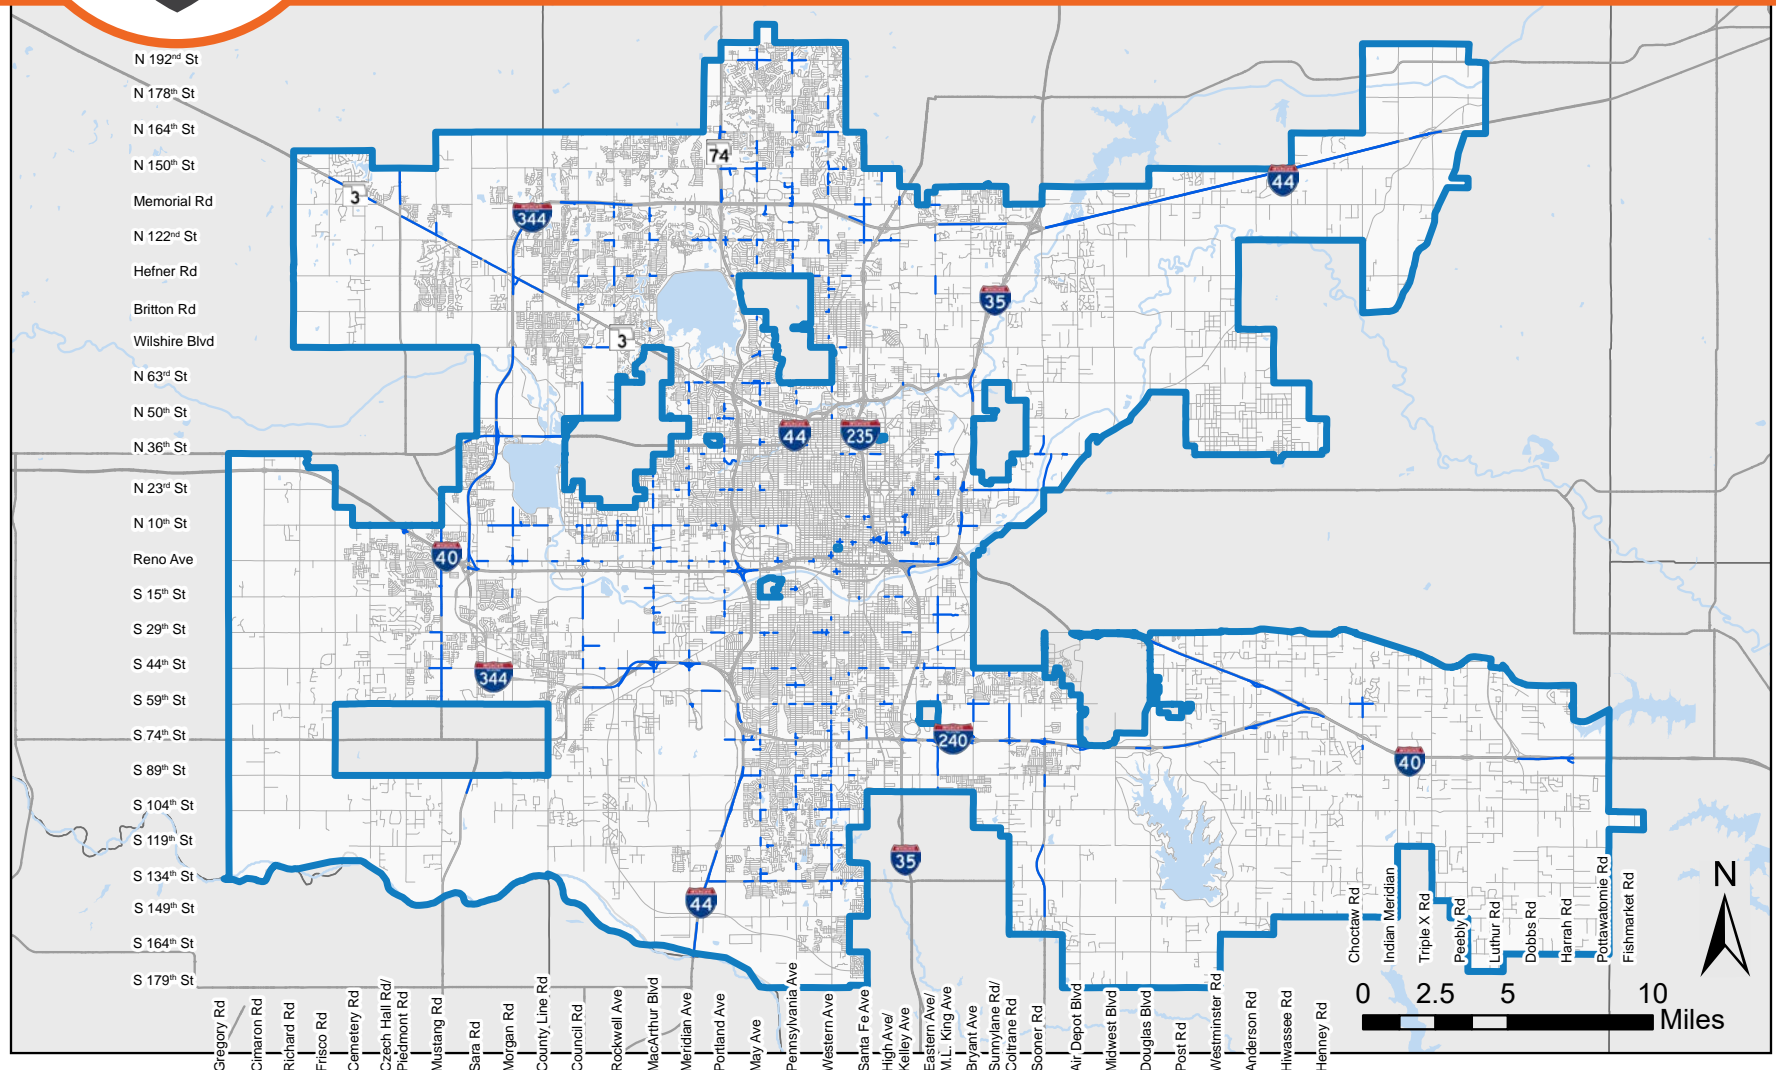 N 192nd St
N 178th St
N 164th St
N 150th St
Memorial Rd
N 122nd St
Hefner Rd
Britton Rd
Wilshire Blvd
N 63rd St
N 50th St
N 36th St
N 23rd St
N 10th St
Reno Ave
S 15th St
S 29th St
S 44th St
S 59th St
S 74th St
S 89th St
S 104th St
S 119th St
S 134th St
S 149th St
S 164th St
S 179th St
74
3
344
44
35
3
44
235
40
344
240
40
35
44
Gregory Rd
Cimarron Rd
Richard Rd
Frisco Rd
Cemetery Rd
Czech Hall Rd/
Piedmont Rd
Mustang Rd
Sara Rd
Morgan Rd
County Line Rd
Council Rd
Rockwell Ave
MacArthur Blvd
Meridian Ave
Portland Ave
May Ave
Pennsylvania Ave
Western Ave
Santa Fe Ave
High Ave/
Kelley Ave
Eastern Ave/
M.L. King Ave
Bryant Ave
Sunnylane Rd/
Coltrane Rd
Sooner Rd
Air Depot Blvd
Midwest Blvd
Douglas Blvd
Post Rd
Westminster Rd
Anderson Rd
Hiwassee Rd
Henney Rd
Choctaw Rd
Indian Meridian
Triple X Rd
Peebly Rd
Luthur Rd
Dobbs Rd
Harrah Rd
Pottawatomie Rd
Fishmarket Rd
N
0 2.5 5 10
Miles